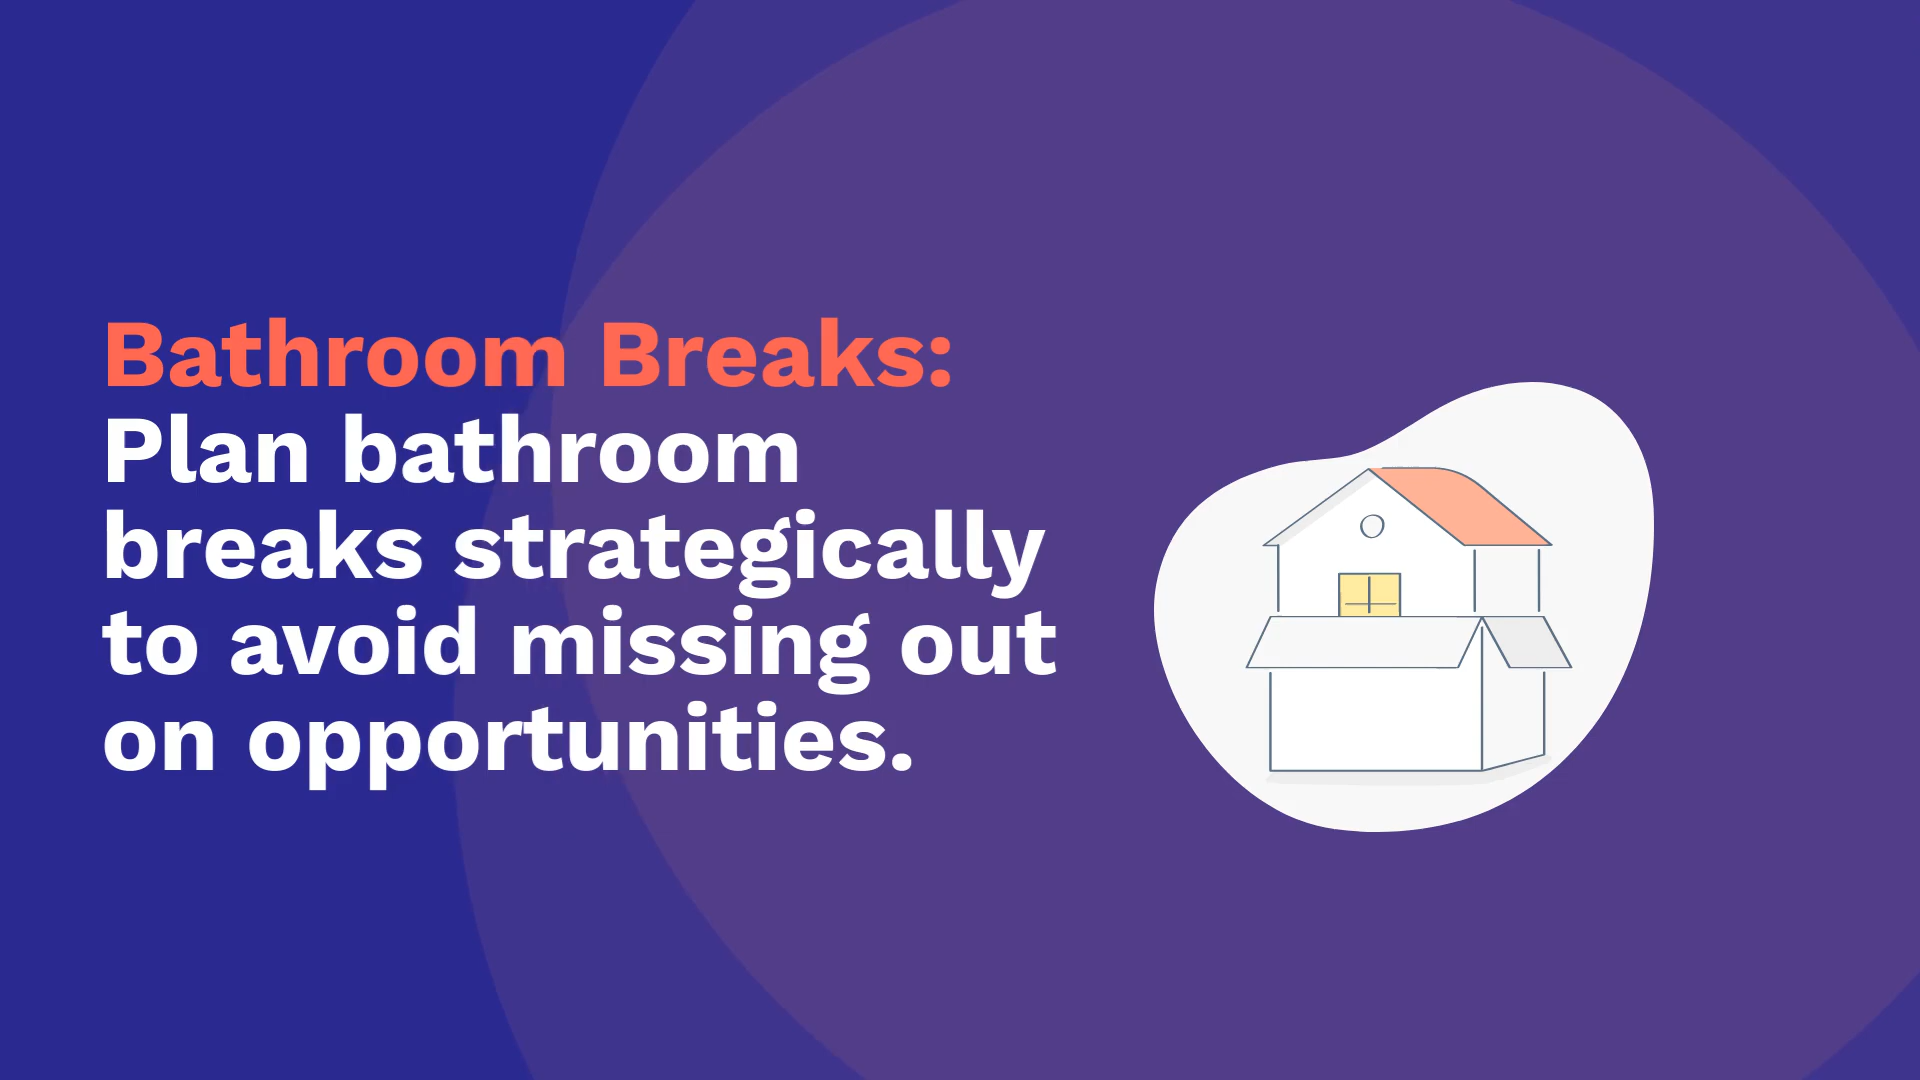 Bathroom Breaks:
Plan bathroom
breaks strategically
to avoid missing out
on opportunities.